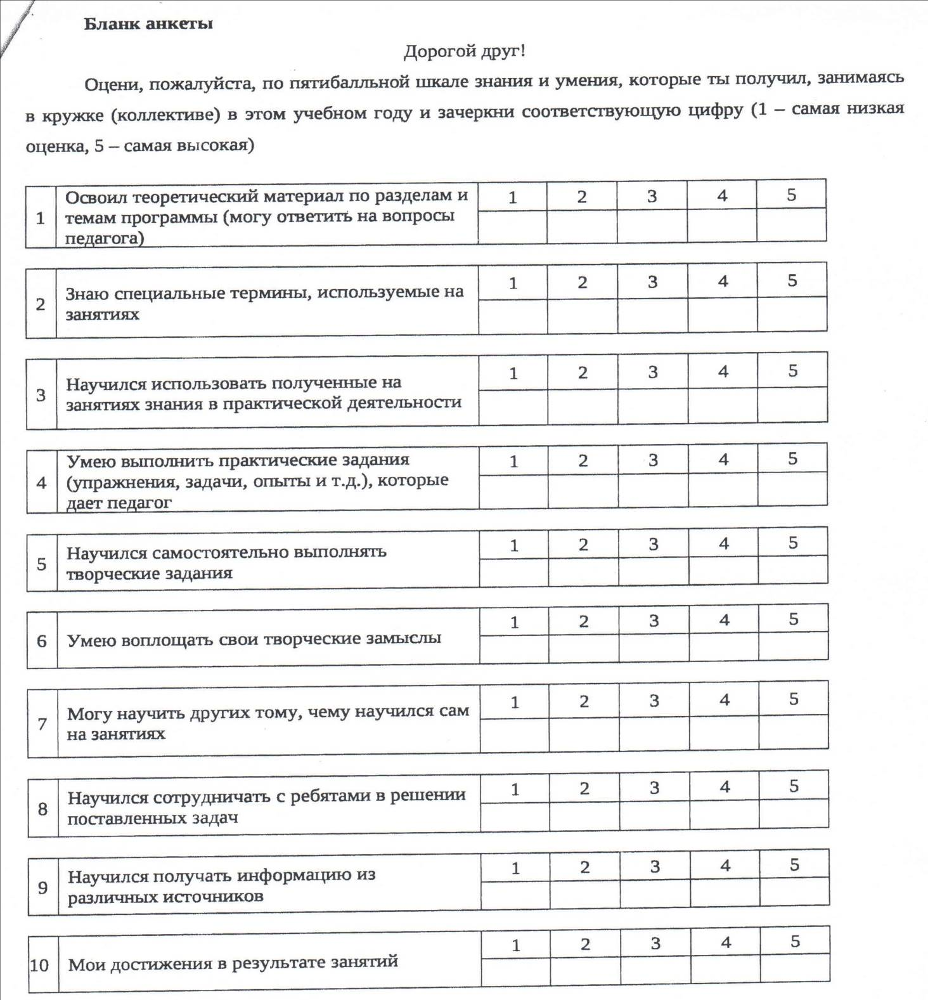 Бланк анкеты
Дорогой друг!
Оцени, пожалуйста, по пятибалльной шкале знания и умения, которые ты получил, занимаясь
в кружке (коллективе) в этом учебном году и зачеркни соответствующую цифру (1 – самая низкая
оценка, 5 – самая высокая)
1 Освоил теоретический материал по разделам и темам программы (могу ответить на вопросы педагога) 1 2 3 4 5
2 Знаю специальные термины, используемые на занятиях 1 2 3 4 5
3 Научился использовать полученные на занятиях знания в практической деятельности 1 2 3 4 5
4 Умею выполнить практические задания (упражнения, задачи, опыты и т.д.), которые дает педагог 1 2 3 4 5
5 Научился самостоятельно выполнять творческие задания 1 2 3 4 5
6 Умею воплощать свои творческие замыслы 1 2 3 4 5
7 Могу научить других тому, чему научился сам на занятиях 1 2 3 4 5
8 Научился сотрудничать с ребятами в решении поставленных задач 1 2 3 4 5
9 Научился получать информацию из различных источников 1 2 3 4 5
10 Мои достижения в результате занятий 1 2 3 4 5